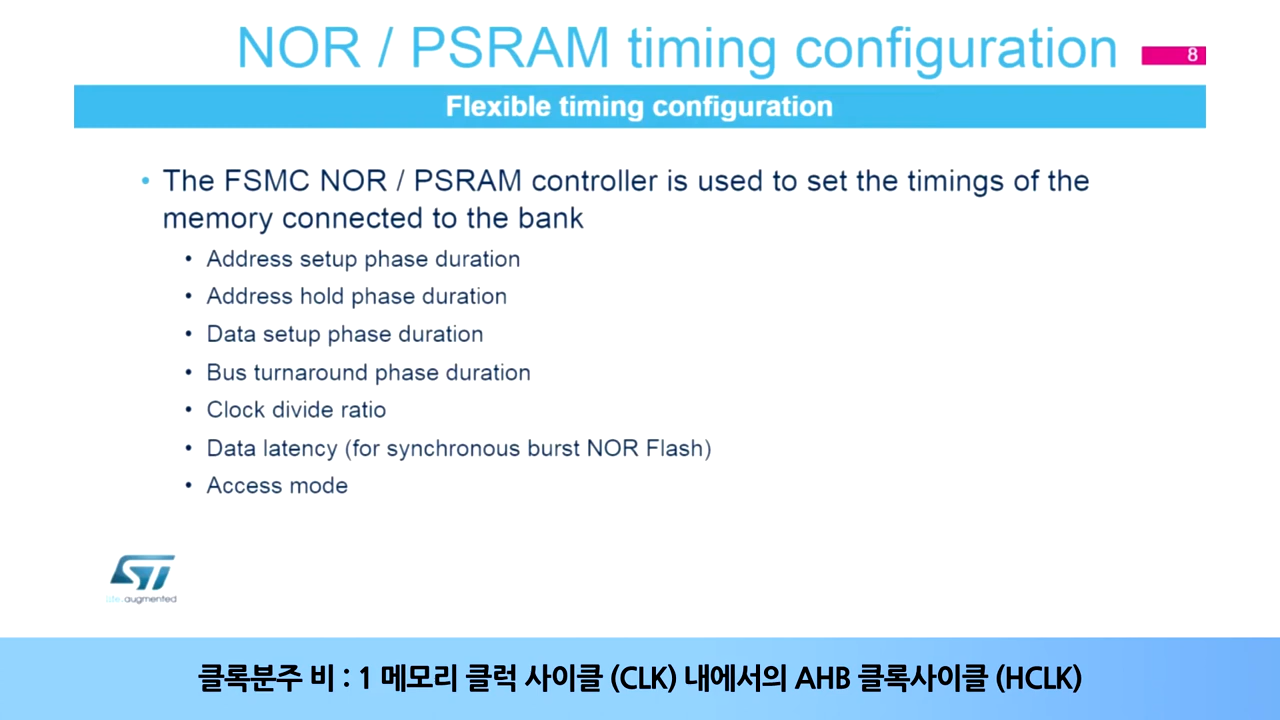 NOR / PSRAM timing configuration
8
Flexible timing configuration
• The FSMC NOR / PSRAM controller is used to set the timings of the
memory connected to the bank
• Address setup phase duration
• Address hold phase duration
• Data setup phase duration
• Bus turnaround phase duration
• Clock divide ratio
• Data latency (for synchronous burst NOR Flash)
• Access mode
ST
life.augmented
클록분주 비 : 1 메모리 클럭 사이클 (CLK) 내에서의 AHB 클록사이클 (HCLK)